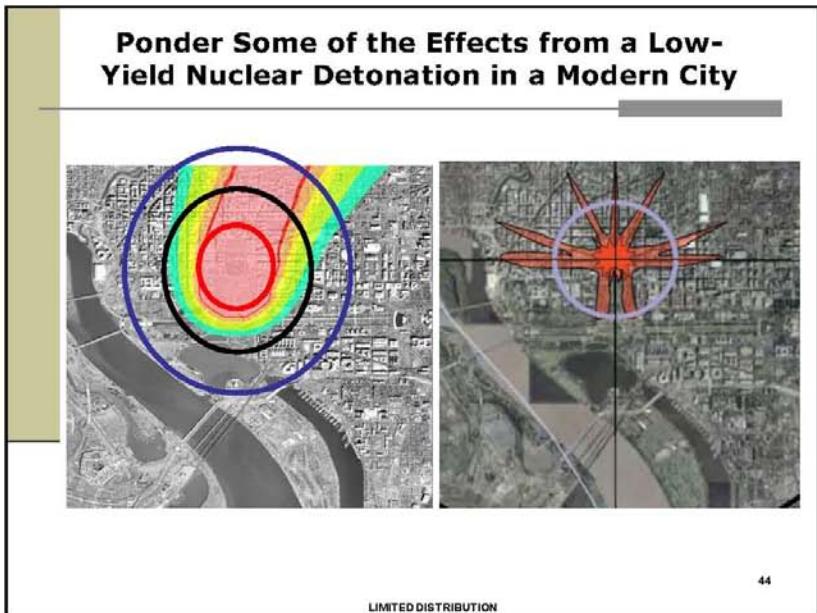 Ponder Some of the Effects from a Low-
Yield Nuclear Detonation in a Modern City
44
LIMITED DISTRIBUTION